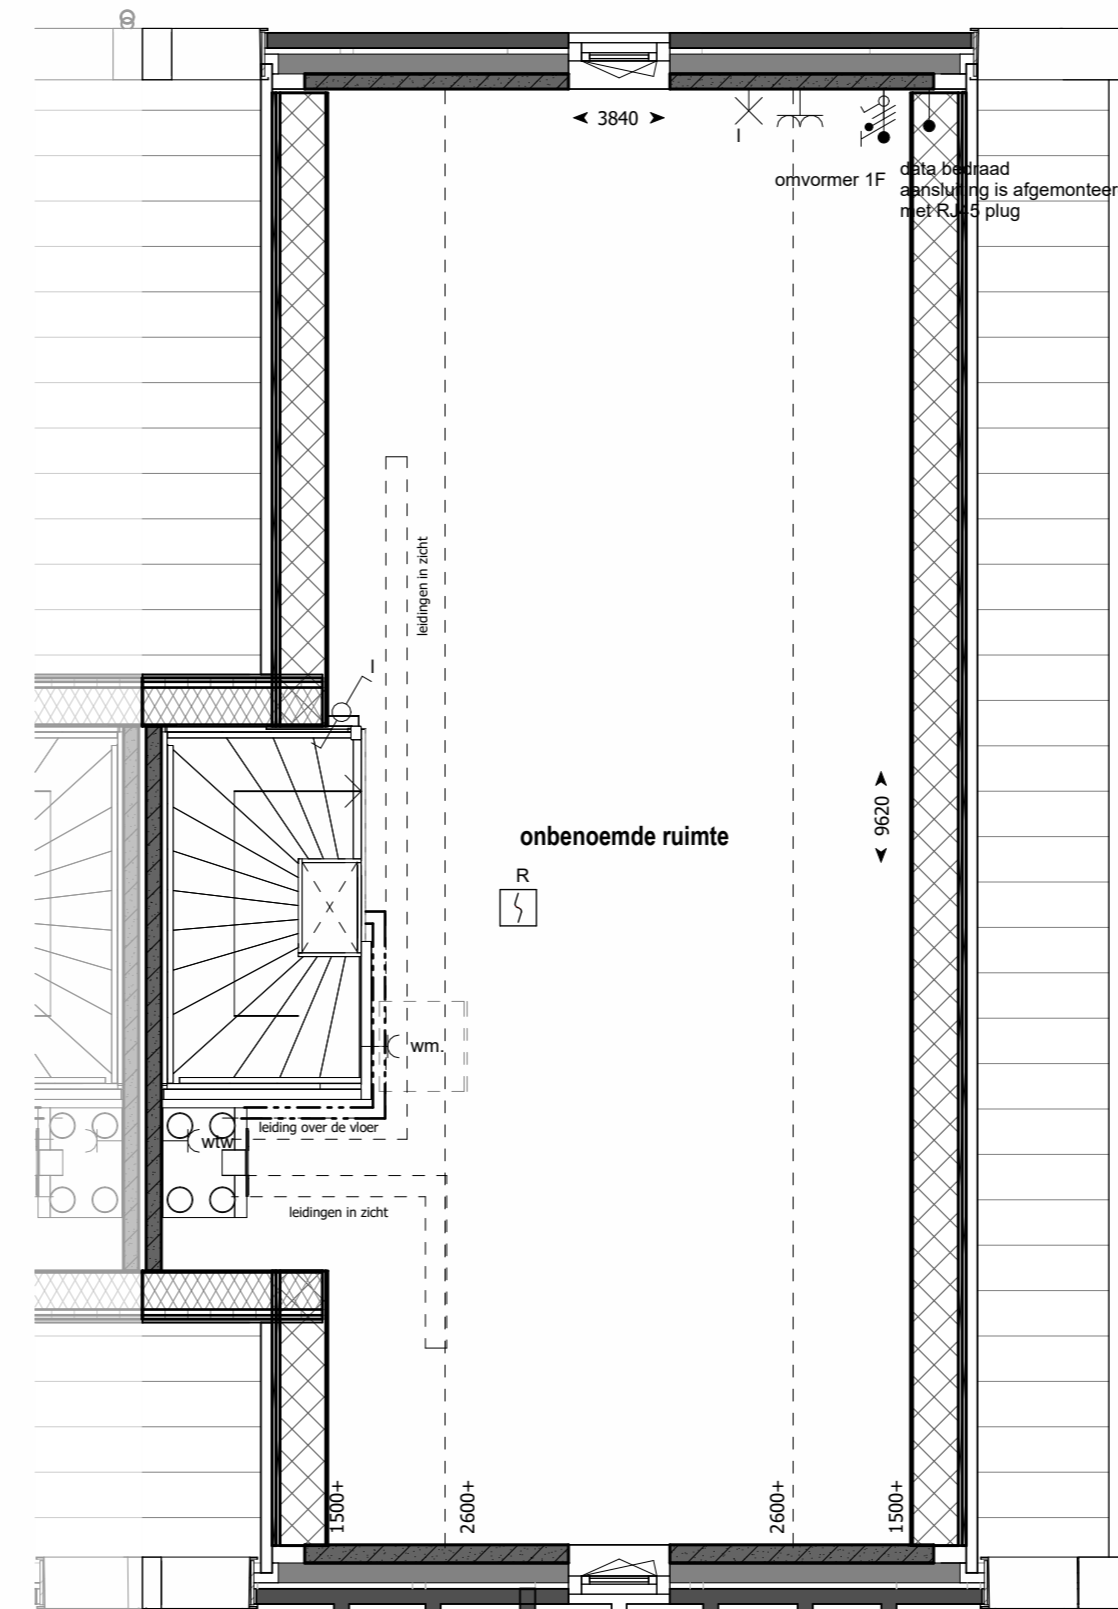 3840
I
omvormer 1F
data bedraad
aansluiting is afgemonteer
met RJ45 plug
leidingen in zicht
I
9620
onbenoemde ruimte
R
wm.
leiding over de vloer
wtw
leidingen in zicht
1500+
2600+
2600+
1500+